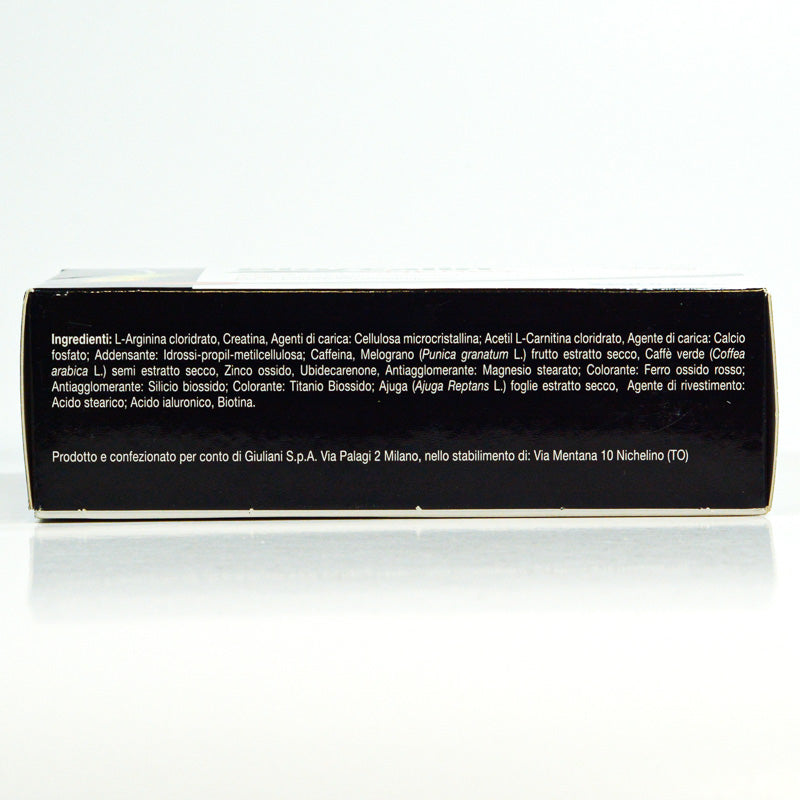 Ingredienti: L-Arginina cloridrato, Creatina, Agenti di carica: Cellulosa microcristallina; Acetil L-Carnitina cloridrato, Agente di carica: Calcio
fosfato; Addensante: Idrossi-propil-metilcellulosa; Caffeina, Melograno (Punica granatum L.) frutto estratto secco, Caffè verde (Coffea
arabica L.) semi estratto secco, Zinco ossido, Ubidecarenone, Antiagglomerante: Magnesio stearato; Colorante: Ferro ossido rosso;
Antiagglomerante: Silicio biossido; Colorante: Titanio Biossido; Ajuga (Ajuga Reptans L.) foglie estratto secco, Agente di rivestimento:
Acido stearico; Acido ialuronico, Biotina.
Prodotto e confezionato per conto di Giuliani S.p.A. Via Palagi 2 Milano, nello stabilimento di: Via Mentana 10 Nichelino (TO)